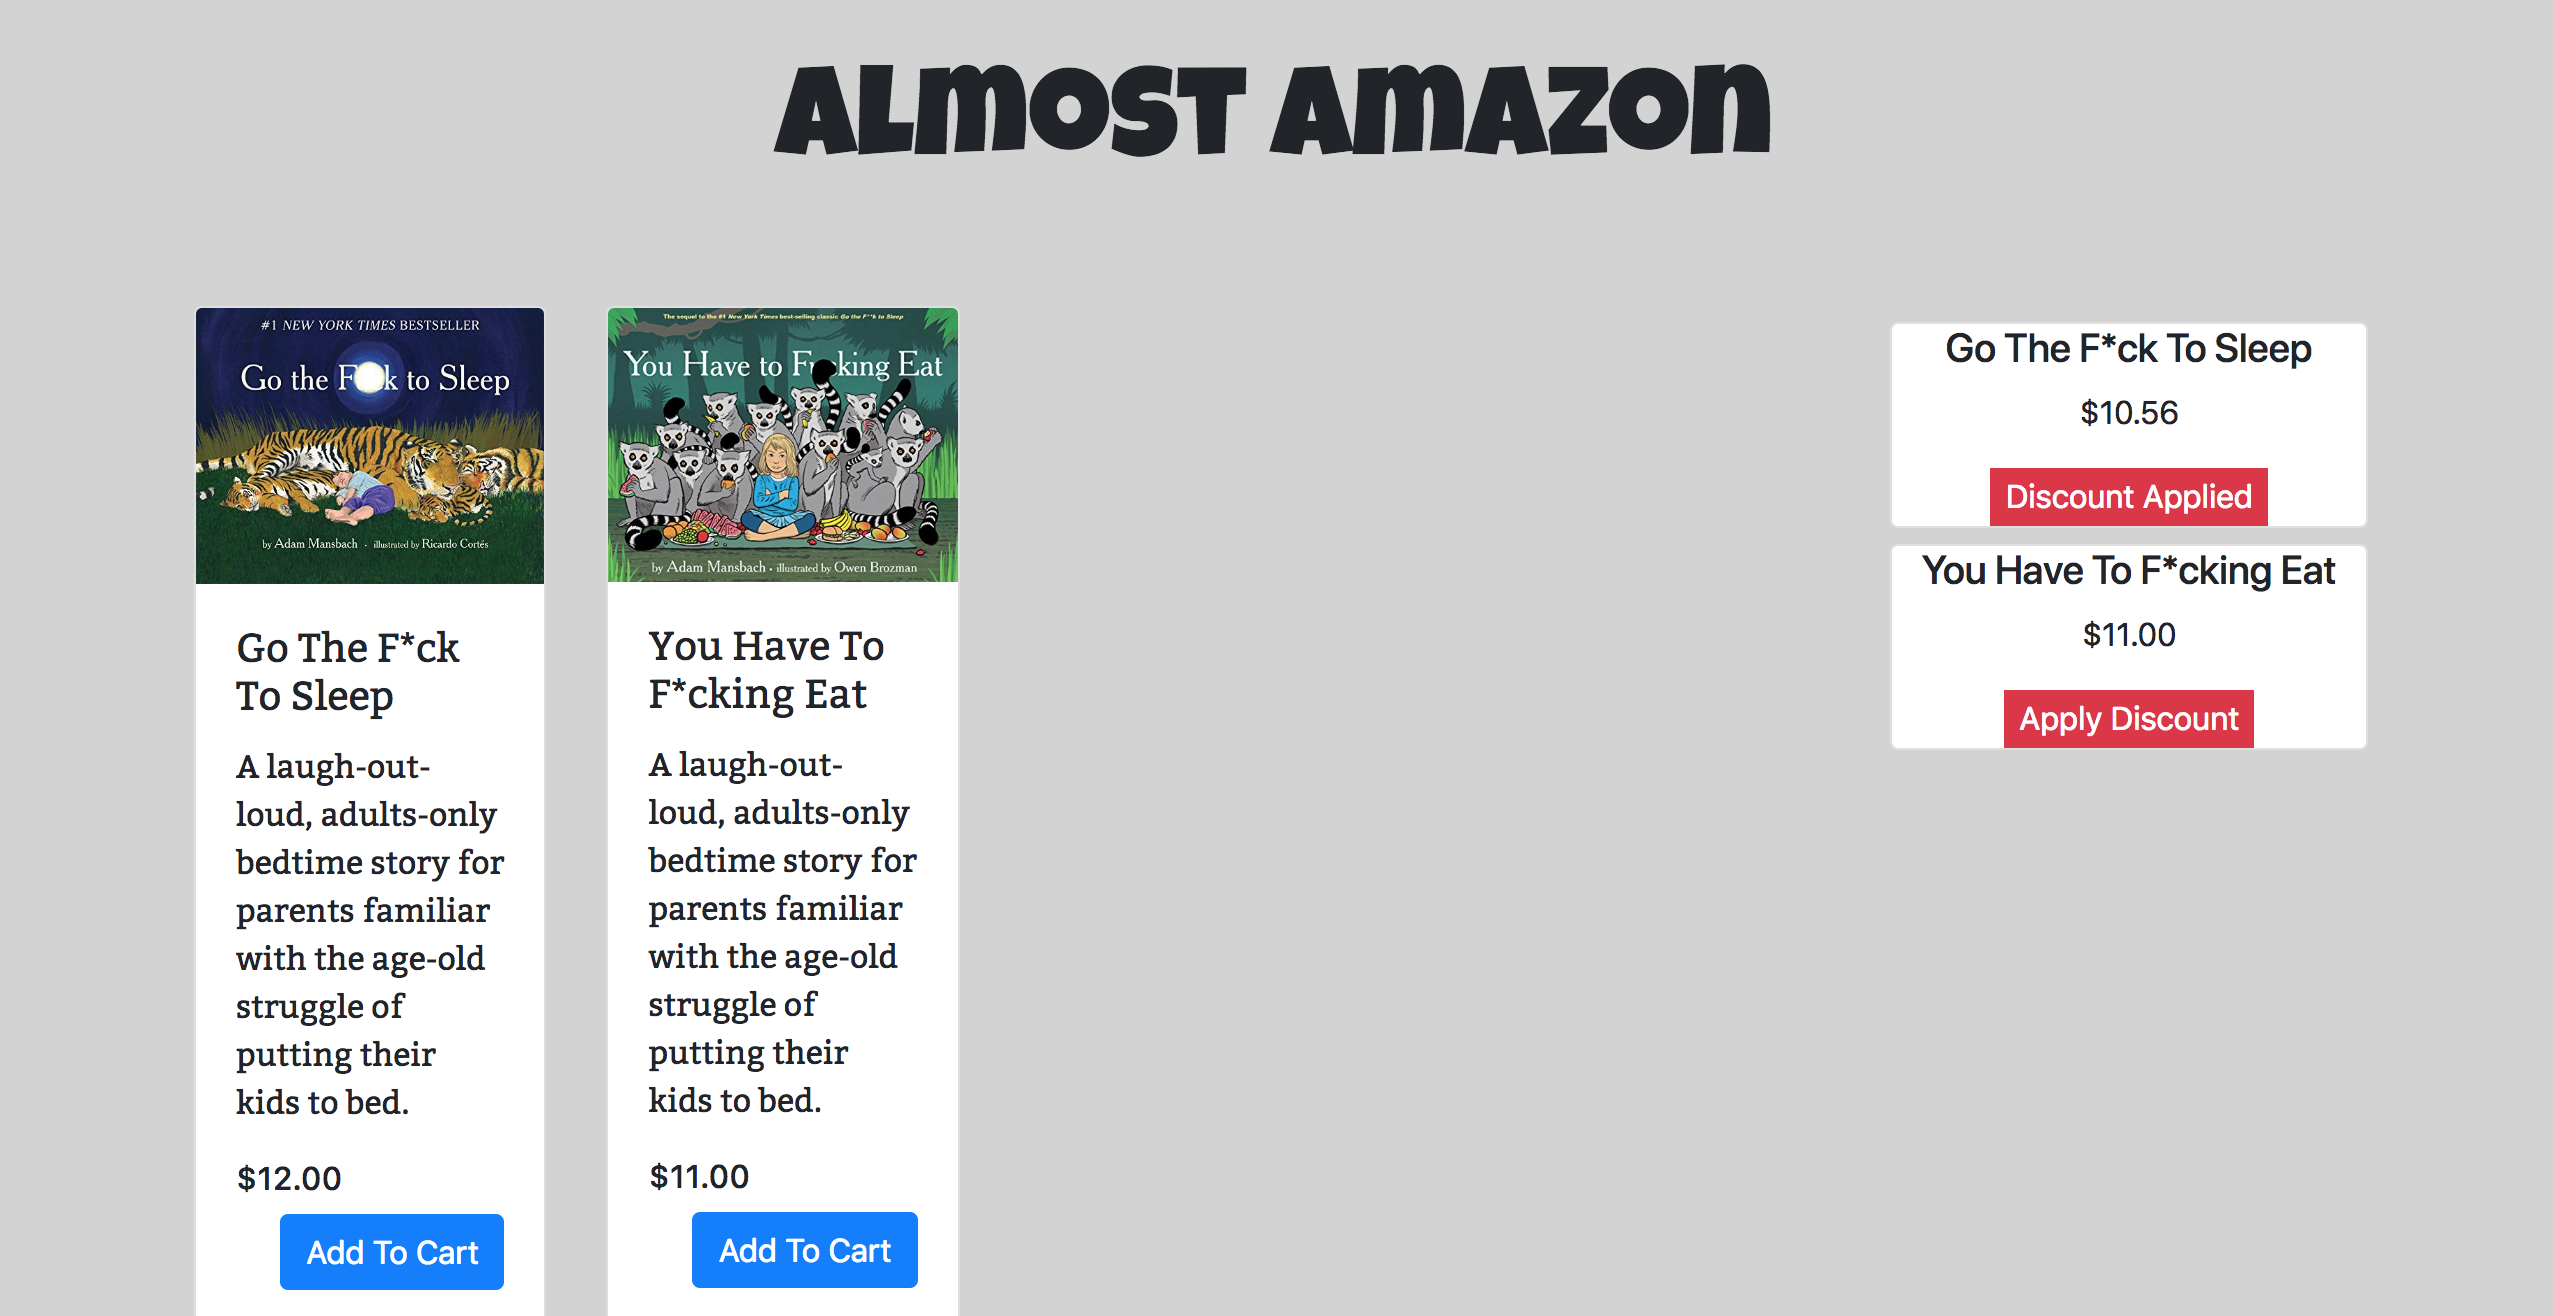 ALMOST AMAZON
#1 NEW YORK TIMES BESTSELLER
Go the F k to Sleep
by Adam Mansbach · illustrated by Ricardo Cortés
Go The F*ck
To Sleep
A laugh-out-
loud, adults-only
bedtime story for
parents familiar
with the age-old
struggle of
putting their
kids to bed.
$12.00
Add To Cart
The sequel to the #1 New York Times best-selling classic Go the F**k to Sleep
You Have to Fu king Eat
by Adam Mansbach • illustrated by Owen Brozman
You Have To
F*cking Eat
A laugh-out-
loud, adults-only
bedtime story for
parents familiar
with the age-old
struggle of
putting their
kids to bed.
$11.00
Add To Cart
Go The F*ck To Sleep
$10.56
Discount Applied
You Have To F*cking Eat
$11.00
Apply Discount